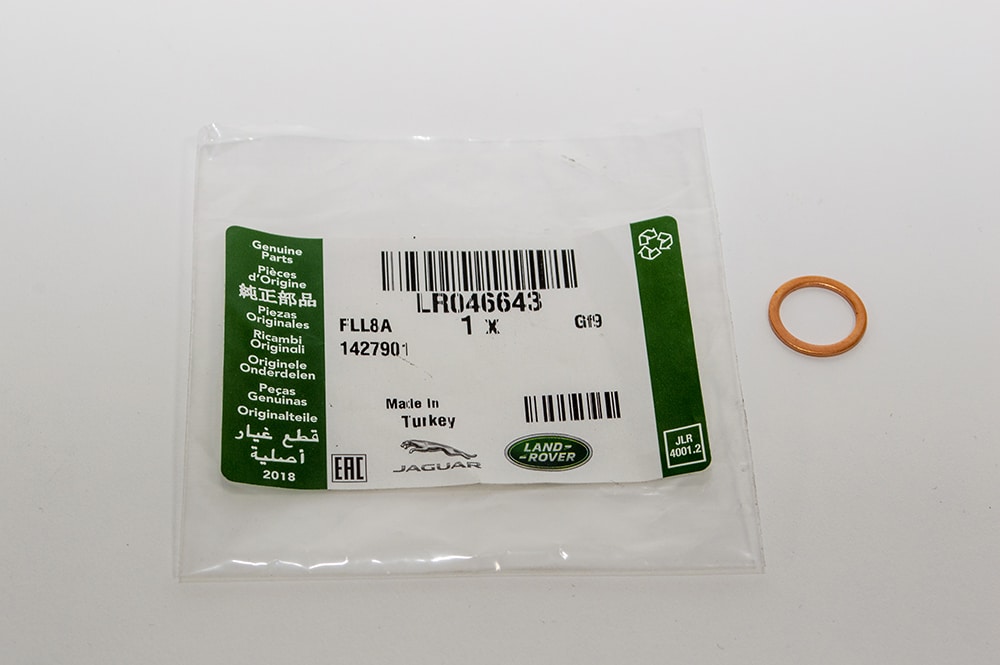 Genuine
Parts
Pièces
d'Origine
純正部品
Piezas
Originales
Ricambi
Originali
Originele
Onderdelen
Peças
Genuinas
Originalteile
قطع غيار
أصلية
2018
LR046643
1 x
FLL8A
1427901
Made In
Turkey
EAC
JAGUAR
LAND-
-ROVER
JLR
4001.2